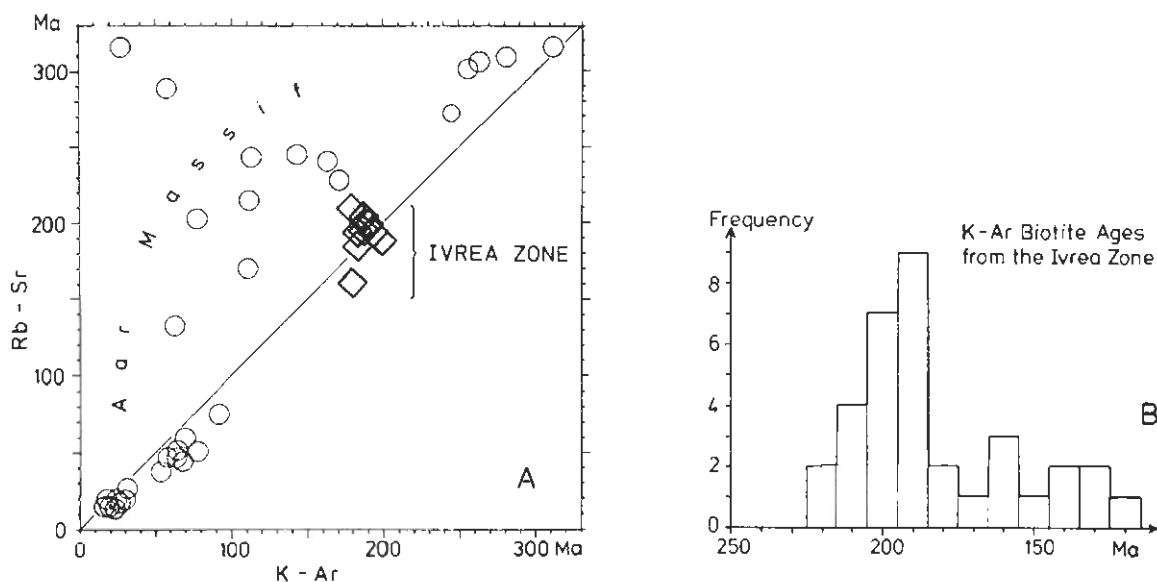 Ma
300
200
100
0
Rb - Sr
Aar Massif
IVREA ZONE
A
0 100 200 300 Ma
K - Ar
Frequency
K-Ar Biotite Ages
from the Ivrea Zone
8
6
4
2
0
B
250 200 150 Ma